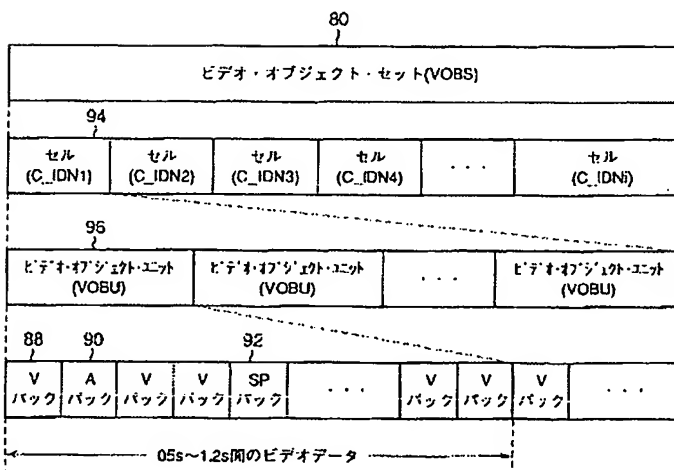 80
ビデオ・オブジェクト・セット(VOBS)
94
セル セル セル セル セル
(C_IDN1) (C_IDN2) (C_IDN3) (C_IDN4) ・・・ (C_IDNi)
96
ビデオ・オブジェクト・ユニット ビデオ・オブジェクト・ユニット ビデオ・オブジェクト・ユニット
(VOBU) (VOBU) ・・・ (VOBU)
88 90 92
V A V V SP V V V
パック パック パック パック パック ・・・ パック パック パック ・・・
05s～1.2s間のビデオデータ